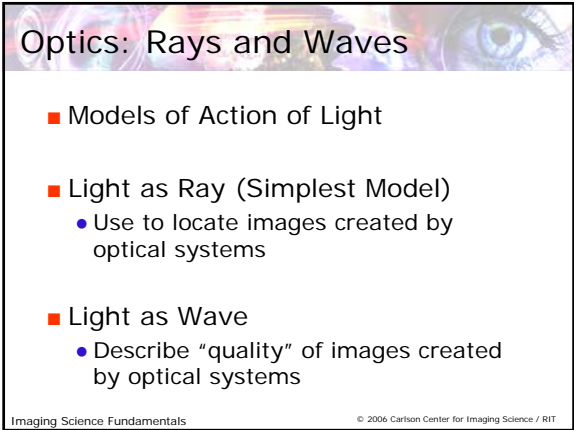 Optics: Rays and Waves
■ Models of Action of Light
■ Light as Ray (Simplest Model)
● Use to locate images created by
optical systems
■ Light as Wave
● Describe “quality” of images created
by optical systems
Imaging Science Fundamentals
© 2006 Carlson Center for Imaging Science / RIT